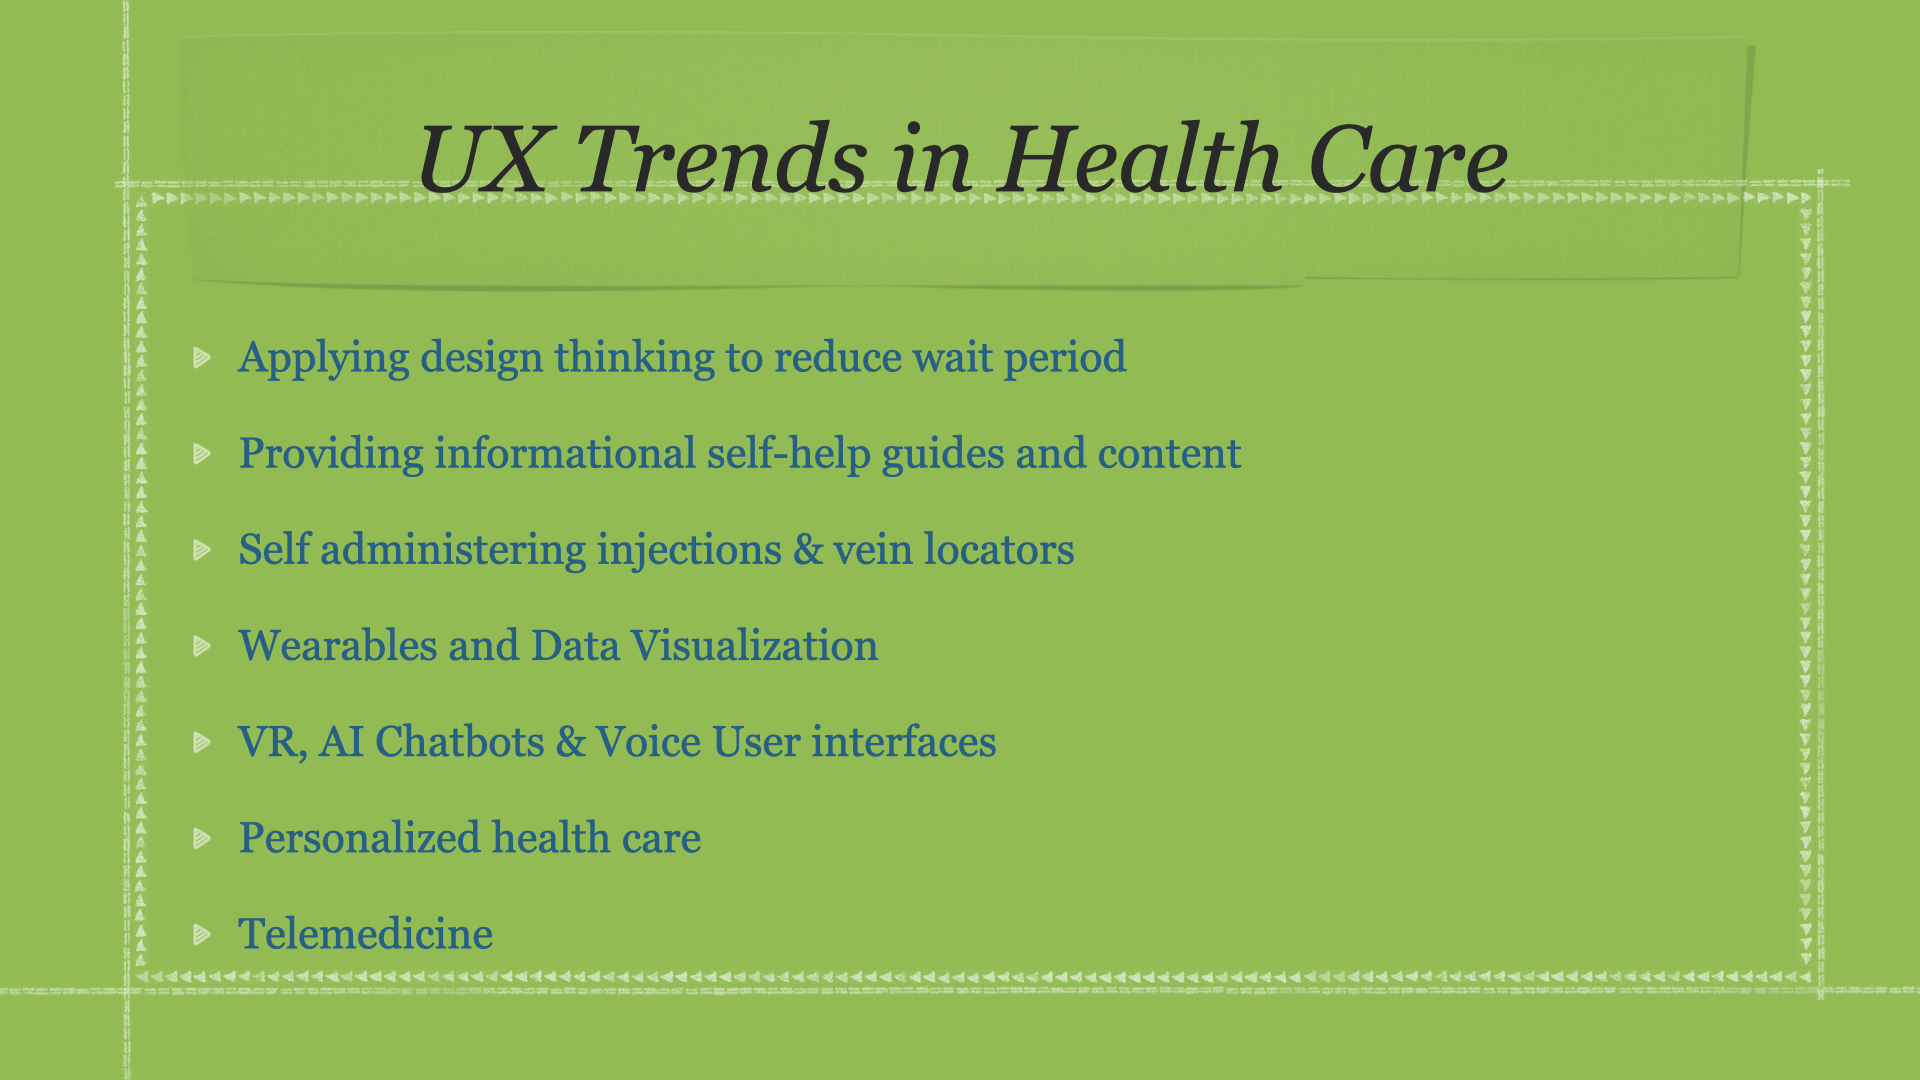 UX Trends in Health Care
Applying design thinking to reduce wait period
Providing informational self-help guides and content
Self administering injections & vein locators
Wearables and Data Visualization
VR, AI Chatbots & Voice User interfaces
Personalized health care
Telemedicine